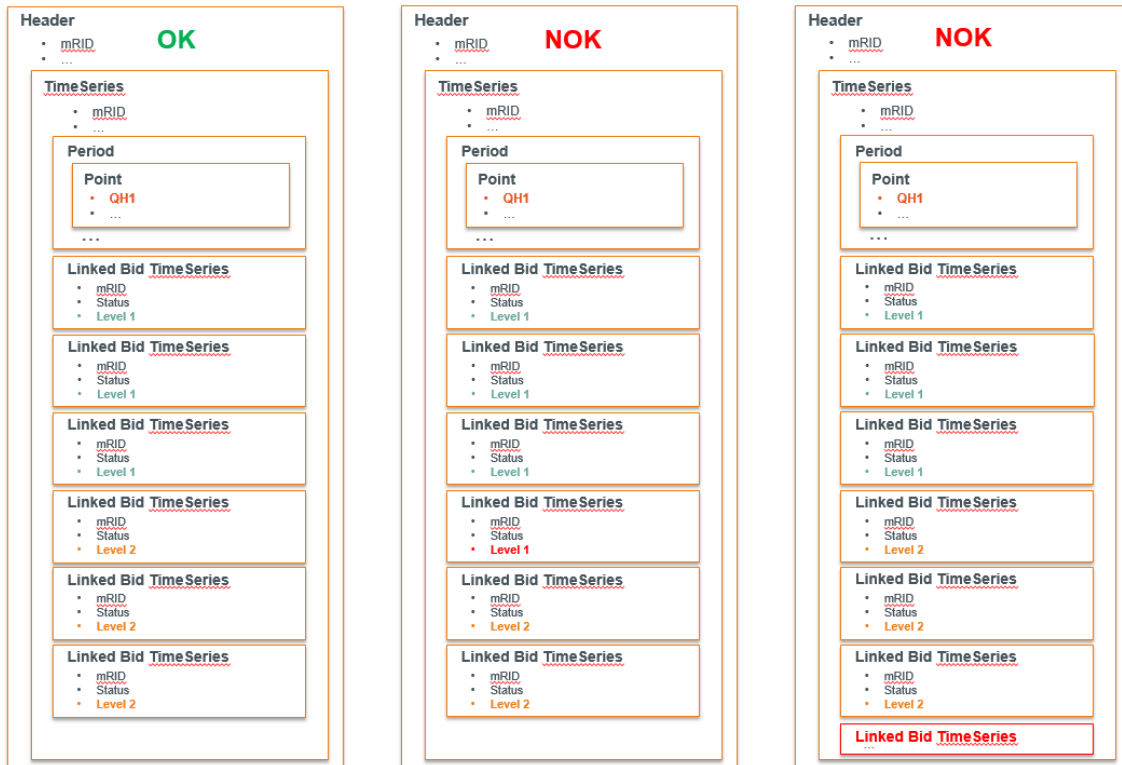 Header
OK
• mRID
• ...
TimeSeries
• mRID
• ...
Period
Point
• QH1
• ...
...
Linked Bid TimeSeries
• mRID
• Status
• Level 1
Linked Bid TimeSeries
• mRID
• Status
• Level 1
Linked Bid TimeSeries
• mRID
• Status
• Level 1
Linked Bid TimeSeries
• mRID
• Status
• Level 2
Linked Bid TimeSeries
• mRID
• Status
• Level 2
Linked Bid TimeSeries
• mRID
• Status
• Level 2
Header
NOK
• mRID
• ...
TimeSeries
• mRID
• ...
Period
Point
• QH1
• ...
...
Linked Bid TimeSeries
• mRID
• Status
• Level 1
Linked Bid TimeSeries
• mRID
• Status
• Level 1
Linked Bid TimeSeries
• mRID
• Status
• Level 1
Linked Bid TimeSeries
• mRID
• Status
• Level 1
Linked Bid TimeSeries
• mRID
• Status
• Level 2
Linked Bid TimeSeries
• mRID
• Status
• Level 2
Header
NOK
• mRID
• ...
TimeSeries
• mRID
• ...
Period
Point
• QH1
• ...
...
Linked Bid TimeSeries
• mRID
• Status
• Level 1
Linked Bid TimeSeries
• mRID
• Status
• Level 1
Linked Bid TimeSeries
• mRID
• Status
• Level 1
Linked Bid TimeSeries
• mRID
• Status
• Level 2
Linked Bid TimeSeries
• mRID
• Status
• Level 2
Linked Bid TimeSeries
• mRID
• Status
• Level 2
Linked Bid TimeSeries
...